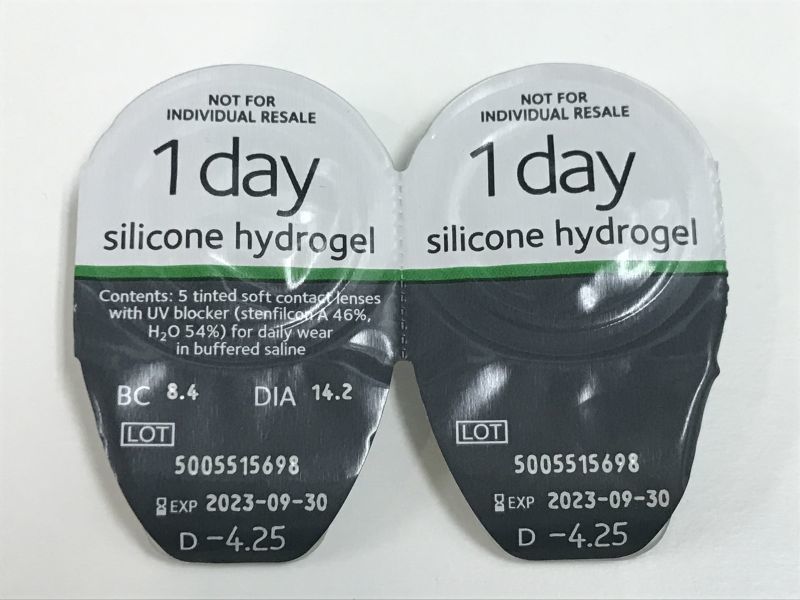 NOT FOR
INDIVIDUAL RESALE
1 day
silicone hydrogel
Contents: 5 tinted soft contact lenses
with UV blocker (stenfilcon A 46%,
H₂O 54%) for daily wear
in buffered saline
BC 8.4 DIA 14.2
LOT
5005515698
EXP 2023-09-30
D -4.25
NOT FOR
INDIVIDUAL RESALE
1 day
silicone hydrogel
LOT
5005515698
EXP 2023-09-30
D -4.25